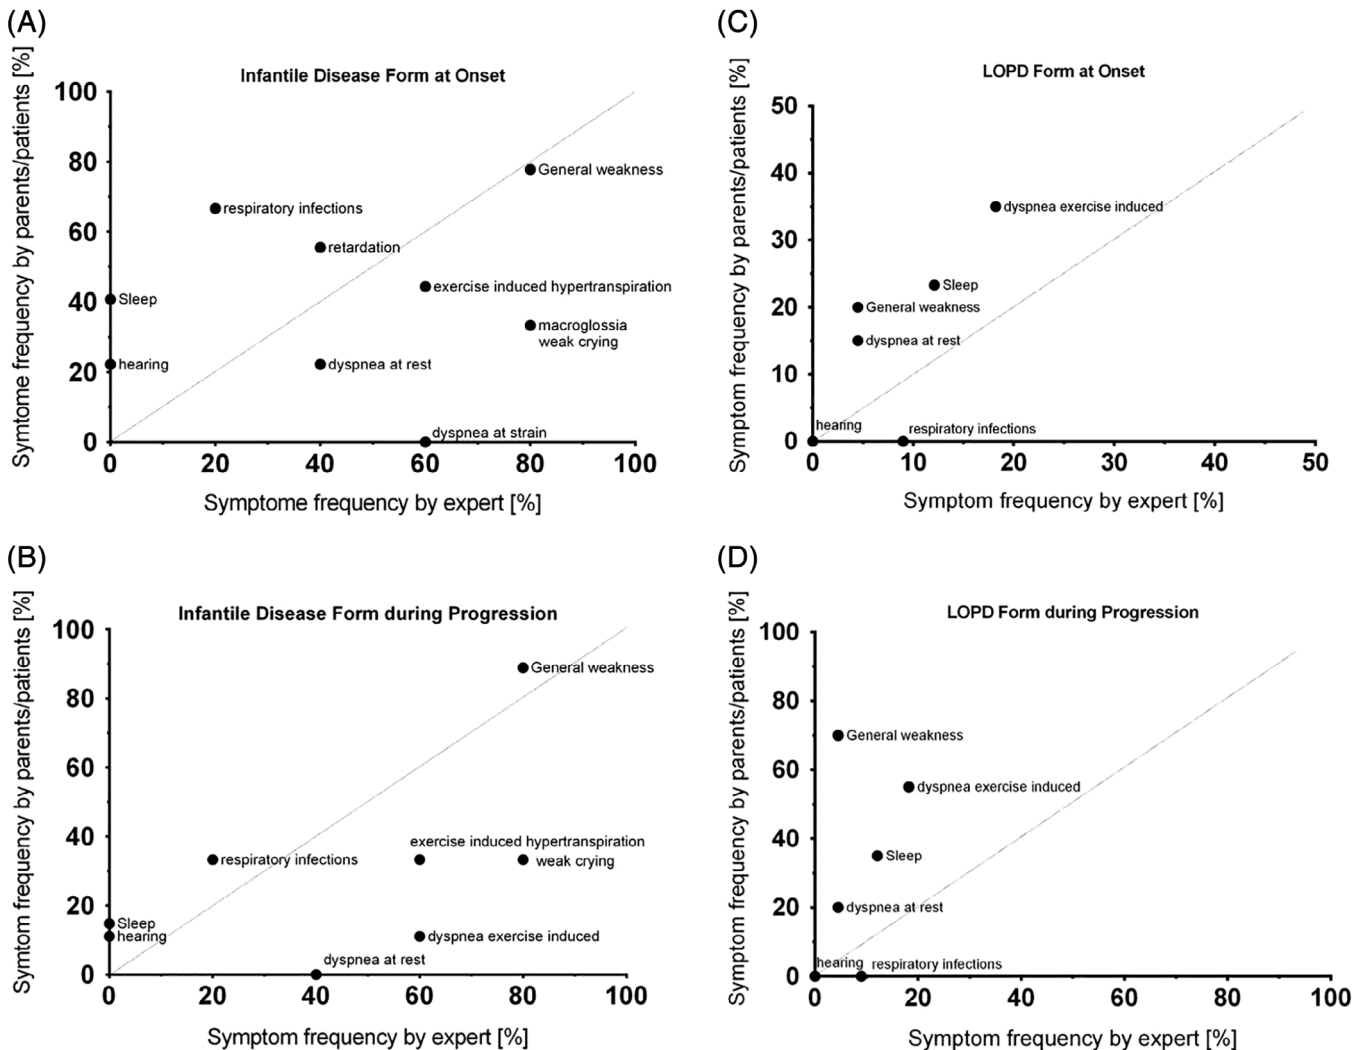 (A)
Infantile Disease Form at Onset
Symtome frequency by parents/patients [%]
100
80
60
40
20
0
General weakness
respiratory infections
retardation
exercise induced hypertranspiration
Sleep
macroglossia
weak crying
hearing
dyspnea at rest
dyspnea at strain
0 20 40 60 80 100
Symptome frequency by expert [%]
(C)
LOPD Form at Onset
Symptom frequency by parents/patients [%]
50
40
30
20
10
0
dyspnea exercise induced
Sleep
General weakness
dyspnea at rest
hearing
respiratory infections
0 10 20 30 40 50
Symptom frequency by expert [%]
(B)
Infantile Disease Form during Progression
Symtom frequency by parents/patients [%]
100
80
60
40
20
0
General weakness
exercise induced hypertranspiration
respiratory infections
weak crying
Sleep
hearing
dyspnea exercise induced
dyspnea at rest
0 20 40 60 80 100
Symptom frequency by expert [%]
(D)
LOPD Form during Progression
Symptom frequency by parents/patients [%]
100
80
60
40
20
0
General weakness
dyspnea exercise induced
Sleep
dyspnea at rest
hearing
respiratory infections
0 20 40 60 80 100
Symptom frequency by expert [%]